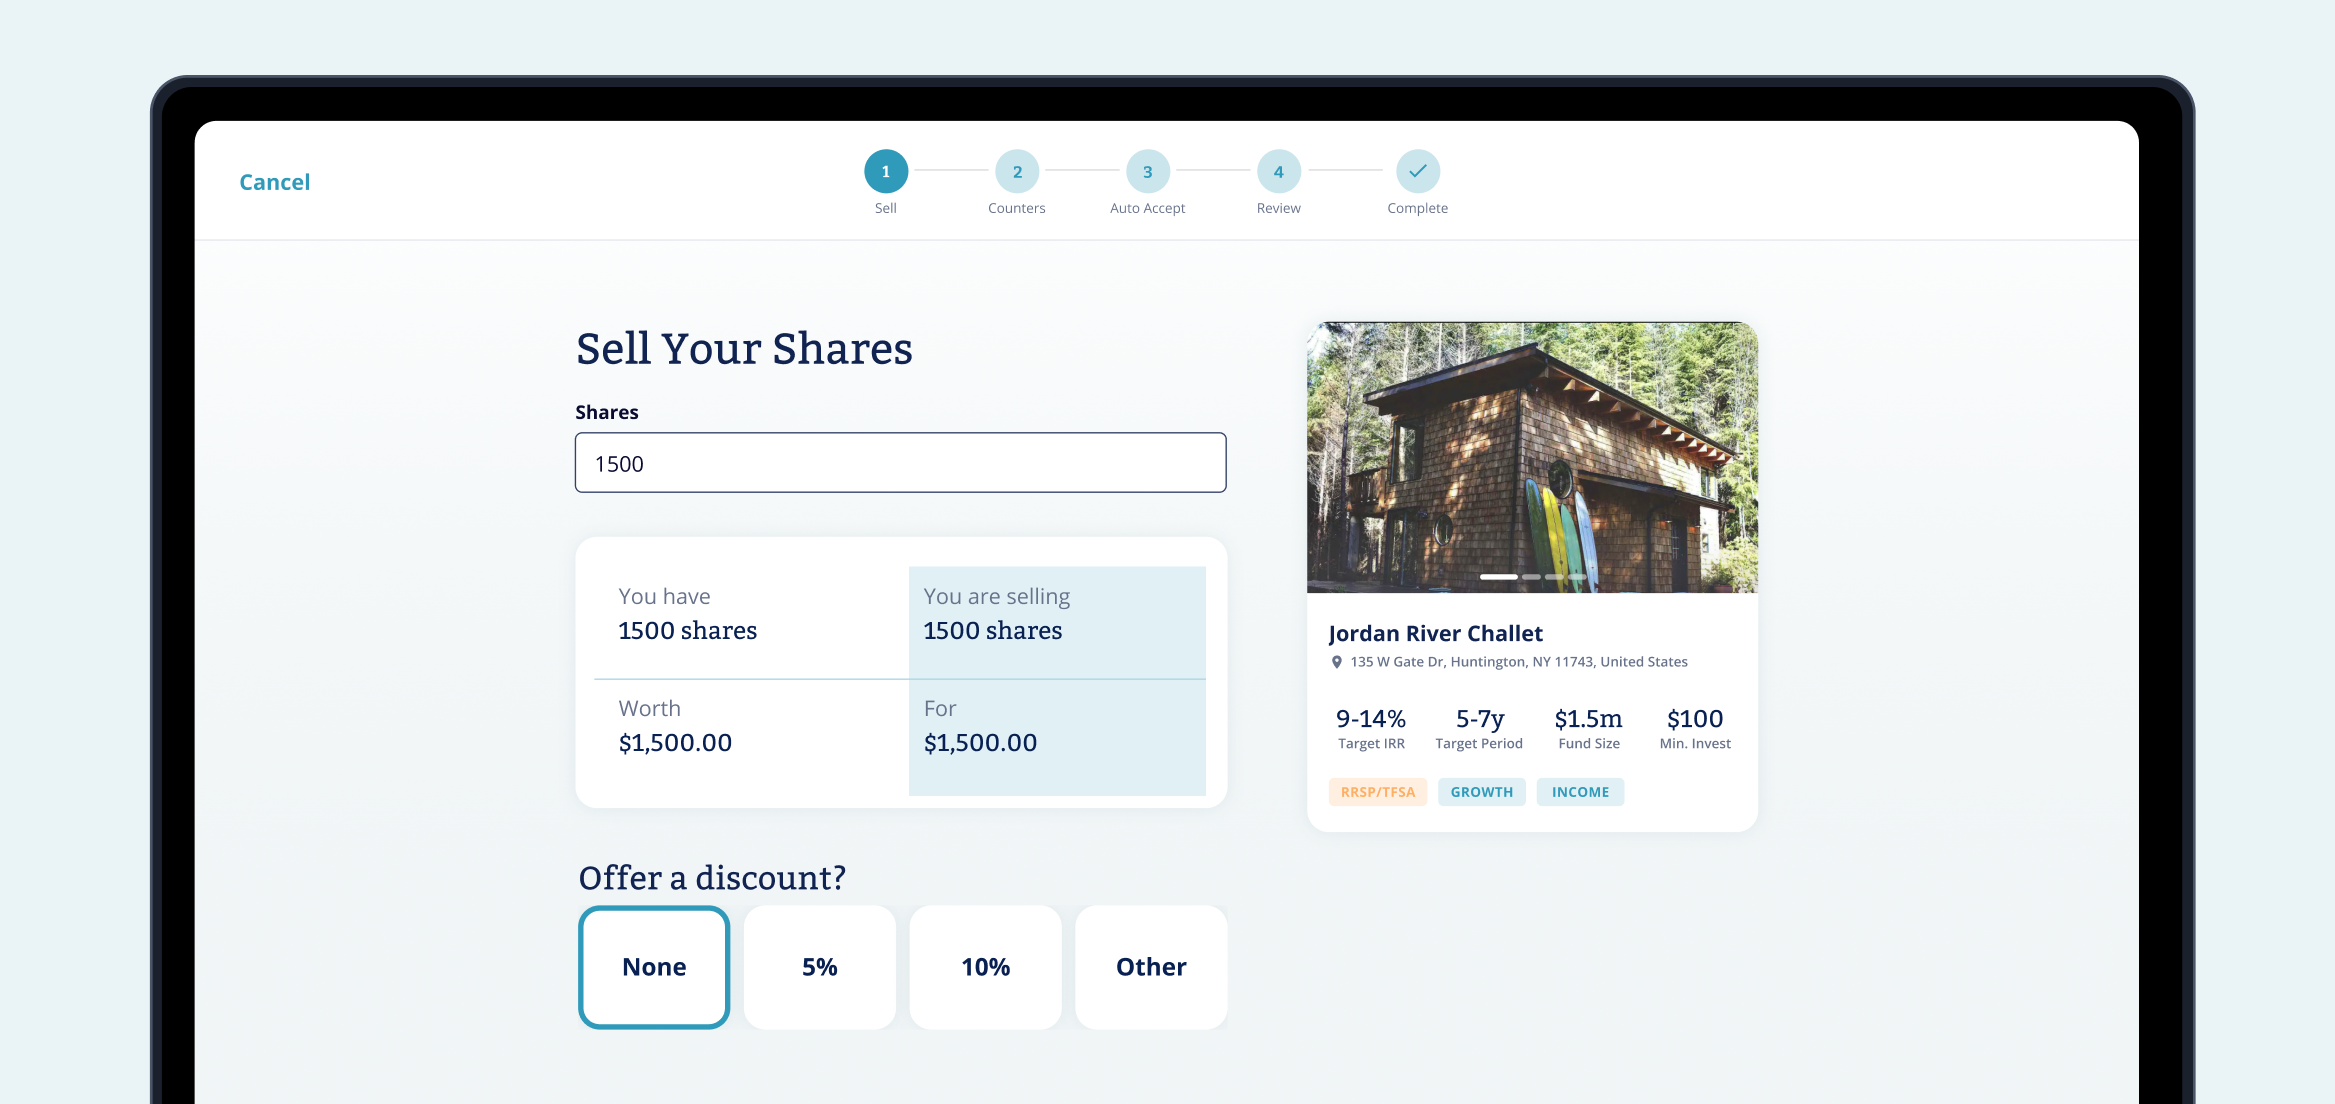 Cancel
1
2
3
4
Sell
Counters
Auto Accept
Review
Complete
Sell Your Shares
Shares
1500
You have
1500 shares
You are selling
1500 shares
Worth
$1,500.00
For
$1,500.00
Offer a discount?
None
5%
10%
Other
Jordan River Challet
135 W Gate Dr, Huntington, NY 11743, United States
9-14%
Target IRR
5-7y
Target Period
$1.5m
Fund Size
$100
Min. Invest
RRSP/TFSA
GROWTH
INCOME